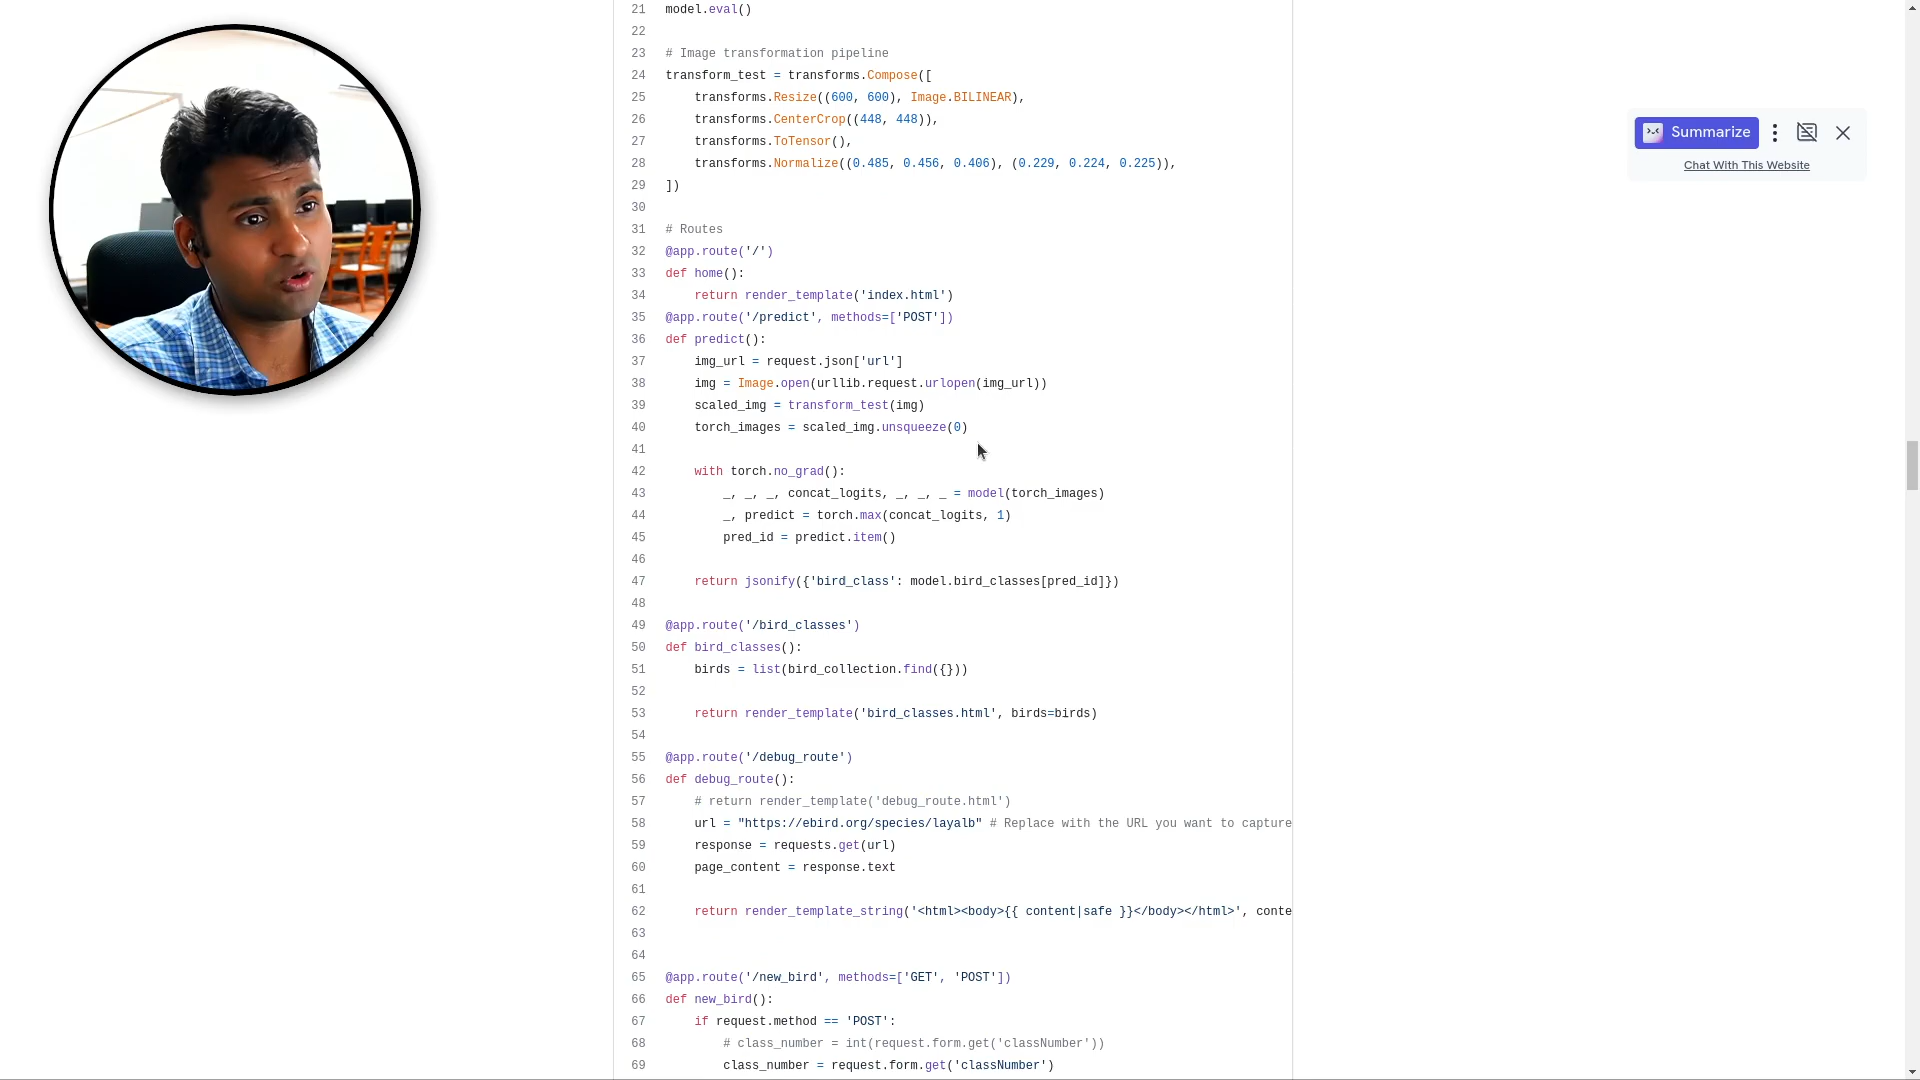 21 model.eval()
22
23 # Image transformation pipeline
24 transform_test = transforms.Compose([
25     transforms.Resize((600, 600), Image.BILINEAR),
26     transforms.CenterCrop((448, 448)),
27     transforms.ToTensor(),
28     transforms.Normalize((0.485, 0.456, 0.406), (0.229, 0.224, 0.225)),
29 ])
30
31 # Routes
32 @app.route('/')
33 def home():
34     return render_template('index.html')
35 @app.route('/predict', methods=['POST'])
36 def predict():
37     img_url = request.json['url']
38     img = Image.open(urllib.request.urlopen(img_url))
39     scaled_img = transform_test(img)
40     torch_images = scaled_img.unsqueeze(0)
41
42     with torch.no_grad():
43         _, _, _, concat_logits, _, _, _ = model(torch_images)
44         _, predict = torch.max(concat_logits, 1)
45         pred_id = predict.item()
46
47     return jsonify({'bird_class': model.bird_classes[pred_id]})
48
49 @app.route('/bird_classes')
50 def bird_classes():
51     birds = list(bird_collection.find({}))
52
53     return render_template('bird_classes.html', birds=birds)
54
55 @app.route('/debug_route')
56 def debug_route():
57     # return render_template('debug_route.html')
58     url = "https://ebird.org/species/layalb" # Replace with the URL you want to capture
59     response = requests.get(url)
60     page_content = response.text
61
62     return render_template_string('<html><body>{{ content|safe }}</body></html>', conte
63
64
65 @app.route('/new_bird', methods=['GET', 'POST'])
66 def new_bird():
67     if request.method == 'POST':
68         # class_number = int(request.form.get('classNumber'))
69         class_number = request.form.get('classNumber')
Summarize
Chat With This Website